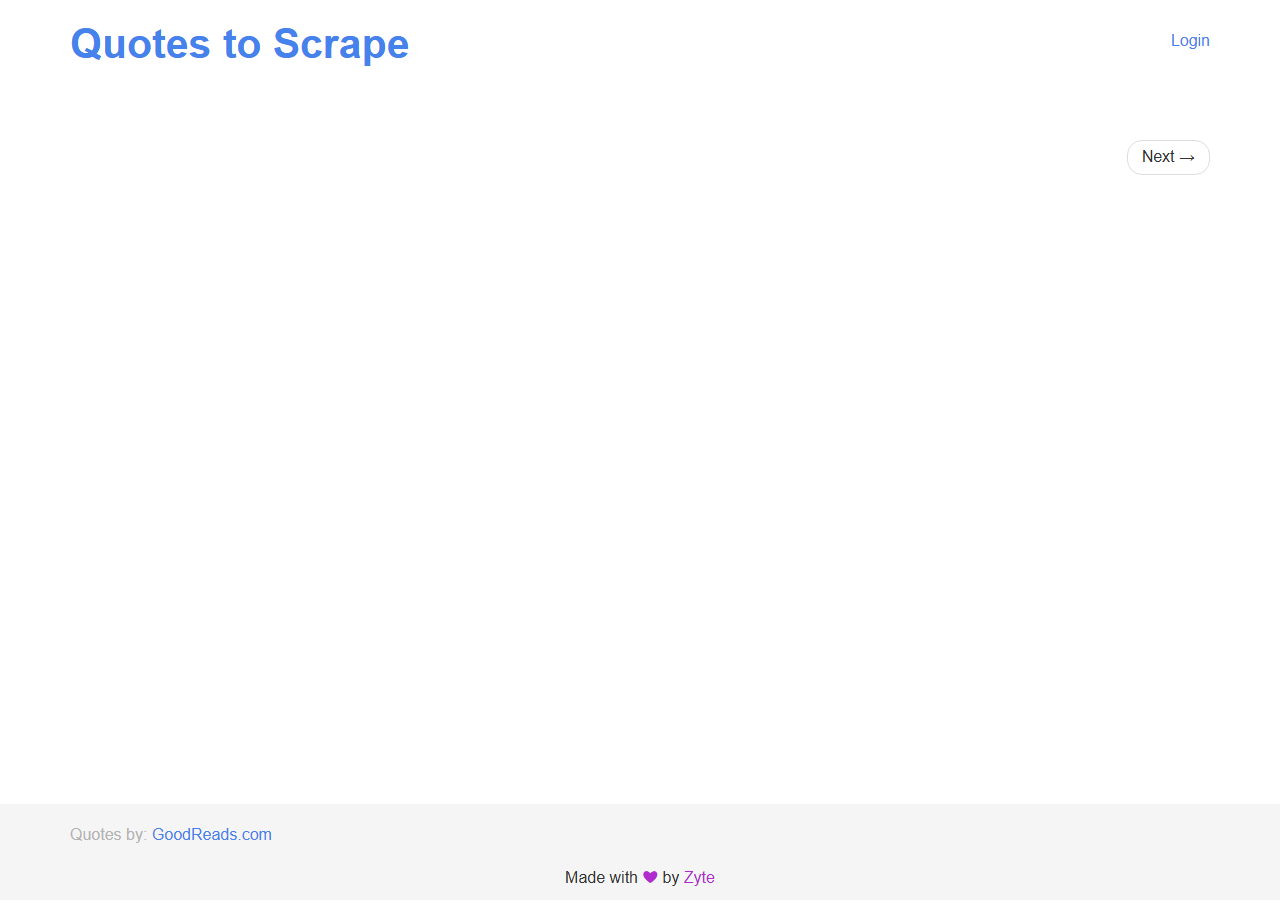 Quotes to Scrape
Login
Next →
Quotes by: GoodReads.com
Made with ❤ by Zyte